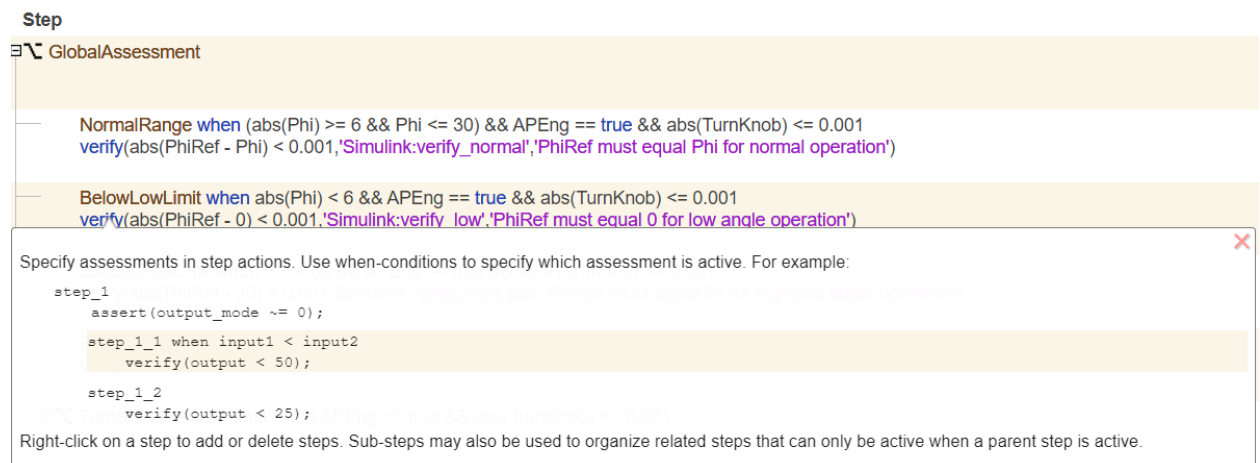 Step
GlobalAssessment
NormalRange when (abs(Phi) >= 6 && Phi <= 30) && APEng == true && abs(TurnKnob) <= 0.001
verify(abs(PhiRef - Phi) < 0.001,'Simulink:verify_normal','PhiRef must equal Phi for normal operation')
BelowLowLimit when abs(Phi) < 6 && APEng == true && abs(TurnKnob) <= 0.001
verify(abs(PhiRef - 0) < 0.001,'Simulink:verify_low','PhiRef must equal 0 for low angle operation')
Specify assessments in step actions. Use when-conditions to specify which assessment is active. For example:
step_1
assert(output_mode ~= 0);
step_1_1 when input1 < input2
verify(output < 50);
step_1_2
verify(output < 25);
Right-click on a step to add or delete steps. Sub-steps may also be used to organize related steps that can only be active when a parent step is active.